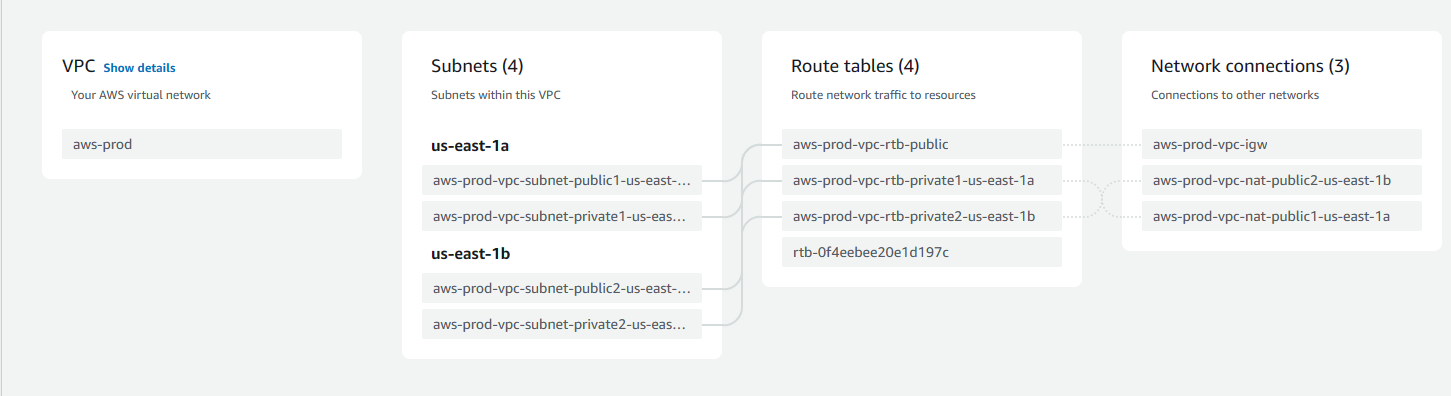 VPC Show details
Your AWS virtual network
aws-prod
Subnets (4)
Subnets within this VPC
us-east-1a
aws-prod-vpc-subnet-public1-us-east-...
aws-prod-vpc-subnet-private1-us-eas...
us-east-1b
aws-prod-vpc-subnet-public2-us-east-...
aws-prod-vpc-subnet-private2-us-eas...
Route tables (4)
Route network traffic to resources
aws-prod-vpc-rtb-public
aws-prod-vpc-rtb-private1-us-east-1a
aws-prod-vpc-rtb-private2-us-east-1b
rtb-0f4eebee20e1d197c
Network connections (3)
Connections to other networks
aws-prod-vpc-igw
aws-prod-vpc-nat-public2-us-east-1b
aws-prod-vpc-nat-public1-us-east-1a